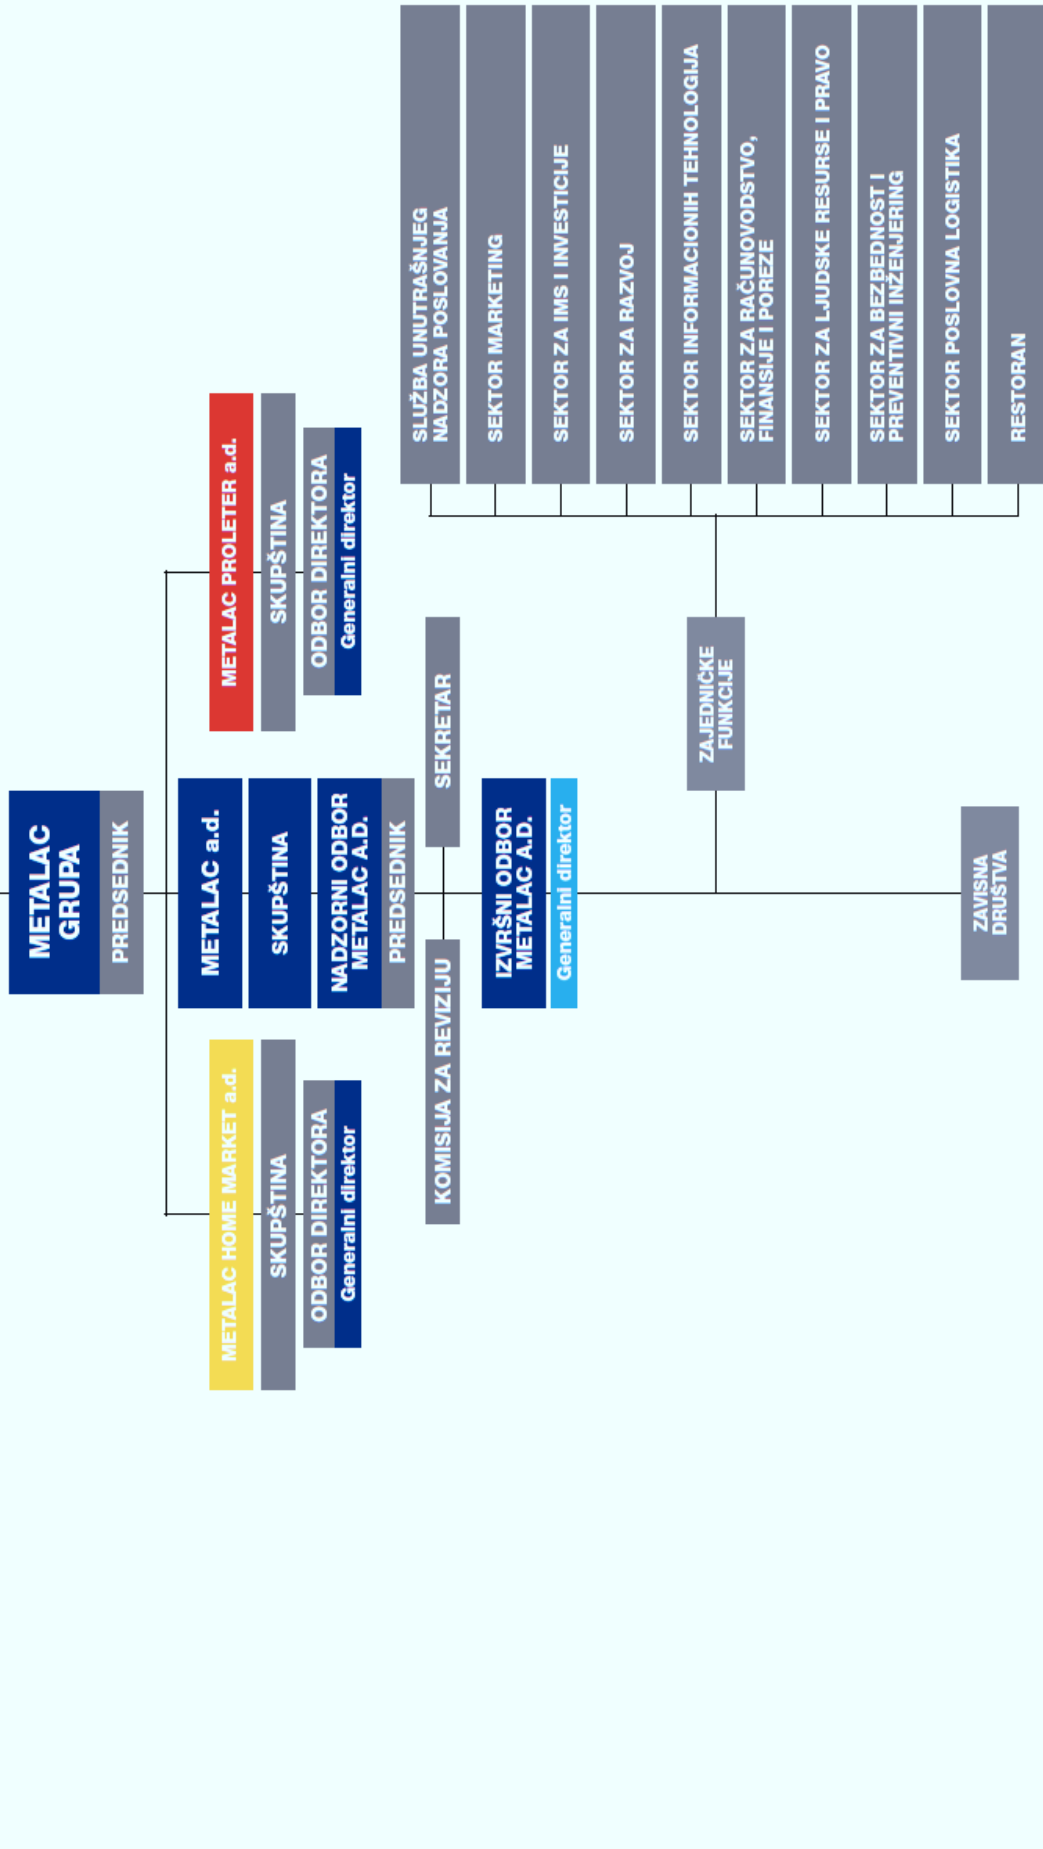 METALAC
GRUPA
PREDSEDNIK
METALAC HOME MARKET a.d.
SKUPŠTINA
ODBOR DIREKTORA
Generalni direktor
METALAC a.d.
SKUPŠTINA
NADZORNI ODBOR
METALAC A.D.
PREDSEDNIK
METALAC PROLETER a.d.
SKUPŠTINA
ODBOR DIREKTORA
Generalni direktor
KOMISIJA ZA REVIZIJU
SEKRETAR
IZVRŠNI ODBOR
METALAC A.D.
Generalni direktor
ZAJEDNIČKE
FUNKCIJE
SLUŽBA UNUTRAŠNJEG
NADZORA POSLOVANJA
SEKTOR MARKETING
SEKTOR ZA IMS I INVESTICIJE
SEKTOR ZA RAZVOJ
SEKTOR INFORMACIONIH TEHNOLOGIJA
SEKTOR ZA RAČUNOVODSTVO,
FINANSIJE I POREZE
SEKTOR ZA LJUDSKE RESURSE I PRAVO
SEKTOR ZA BEZBEDNOST I
PREVENTIVNI INŽENJERING
SEKTOR POSLOVNA LOGISTIKA
RESTORAN
ZAVISNA
DRUŠTVA